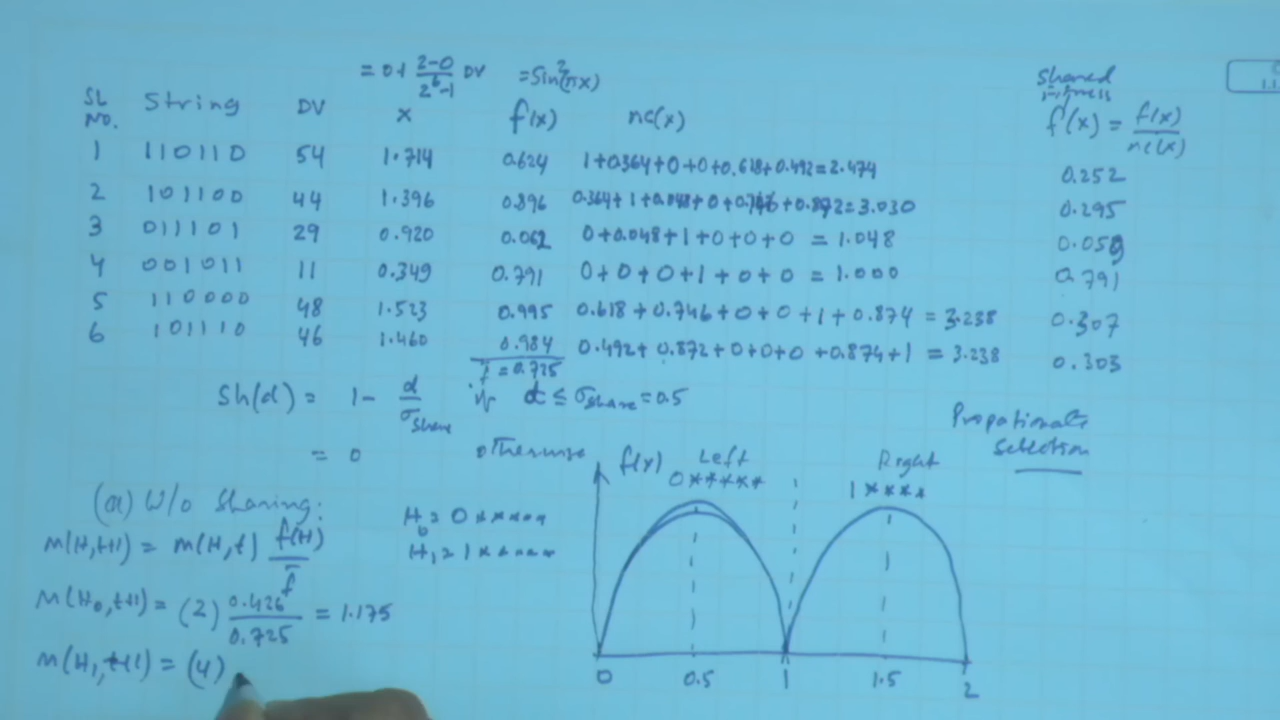 = 0+ (2-0)/(2^6-1) DV = Sin²(πx)
SL NO. String DV x f(x) nc(x) Shared fitness f'(x) = f(x)/nc(x)
1 110110 54 1.714 0.624 1+0.364+0+0+0.618+0.492=2.474 0.252
2 101100 44 1.396 0.896 0.364+1+0.048+0+0.746+0.872=3.030 0.295
3 011101 29 0.920 0.062 0+0.048+1+0+0+0 = 1.048 0.059
4 001011 11 0.349 0.791 0+0+0+1+0+0 = 1.000 0.791
5 110000 48 1.523 0.995 0.618+0.746+0+0+1+0.874 = 3.238 0.307
6 101110 46 1.460 0.984 0.492+0.872+0+0+0+0.874+1 = 3.238 0.303
f̄ = 0.725
Sh(d) = 1- d/σshare if d ≤ σshare = 0.5
= 0 otherwise
Propationate Selection
f(x) Left Right
0***** 1****
(a) W/o Sharing:
H0 = 0*****
H1 = 1*****
m(H,t+1) = m(H,t) f(H)/f̄
m(H0,t+1) = (2) 0.426/0.725 = 1.175
m(H1,t+1) = (4)
0 0.5 1 1.5 2